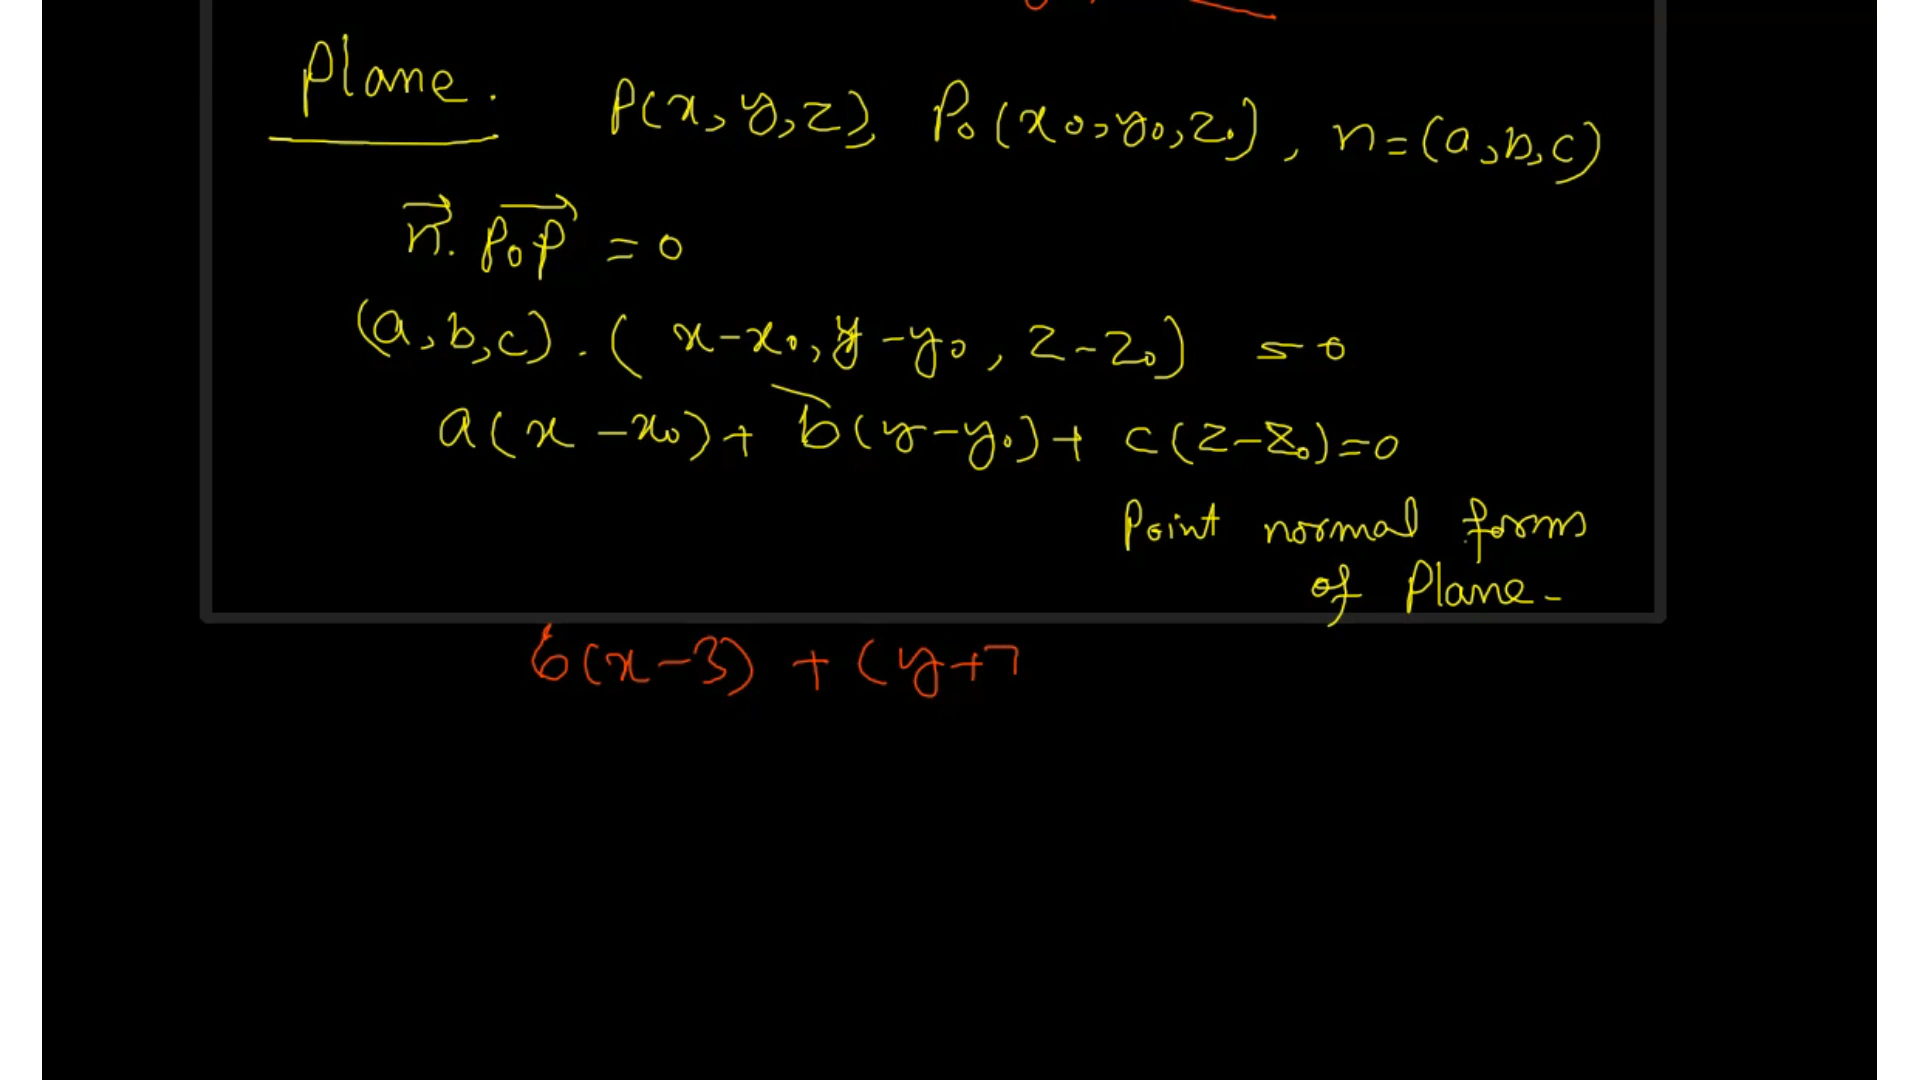 Plane.
P(x, y, z), P₀(x₀, y₀, z₀), n=(a, b, c)
n⃗. P₀P⃗ = 0
(a, b, c) . ( x-x₀, y-y₀, z-z₀) = 0
a(x-x₀)+ b(y-y₀)+ c(z-z₀)=0
Point normal forms
of Plane-
6(x-3) + (y+7